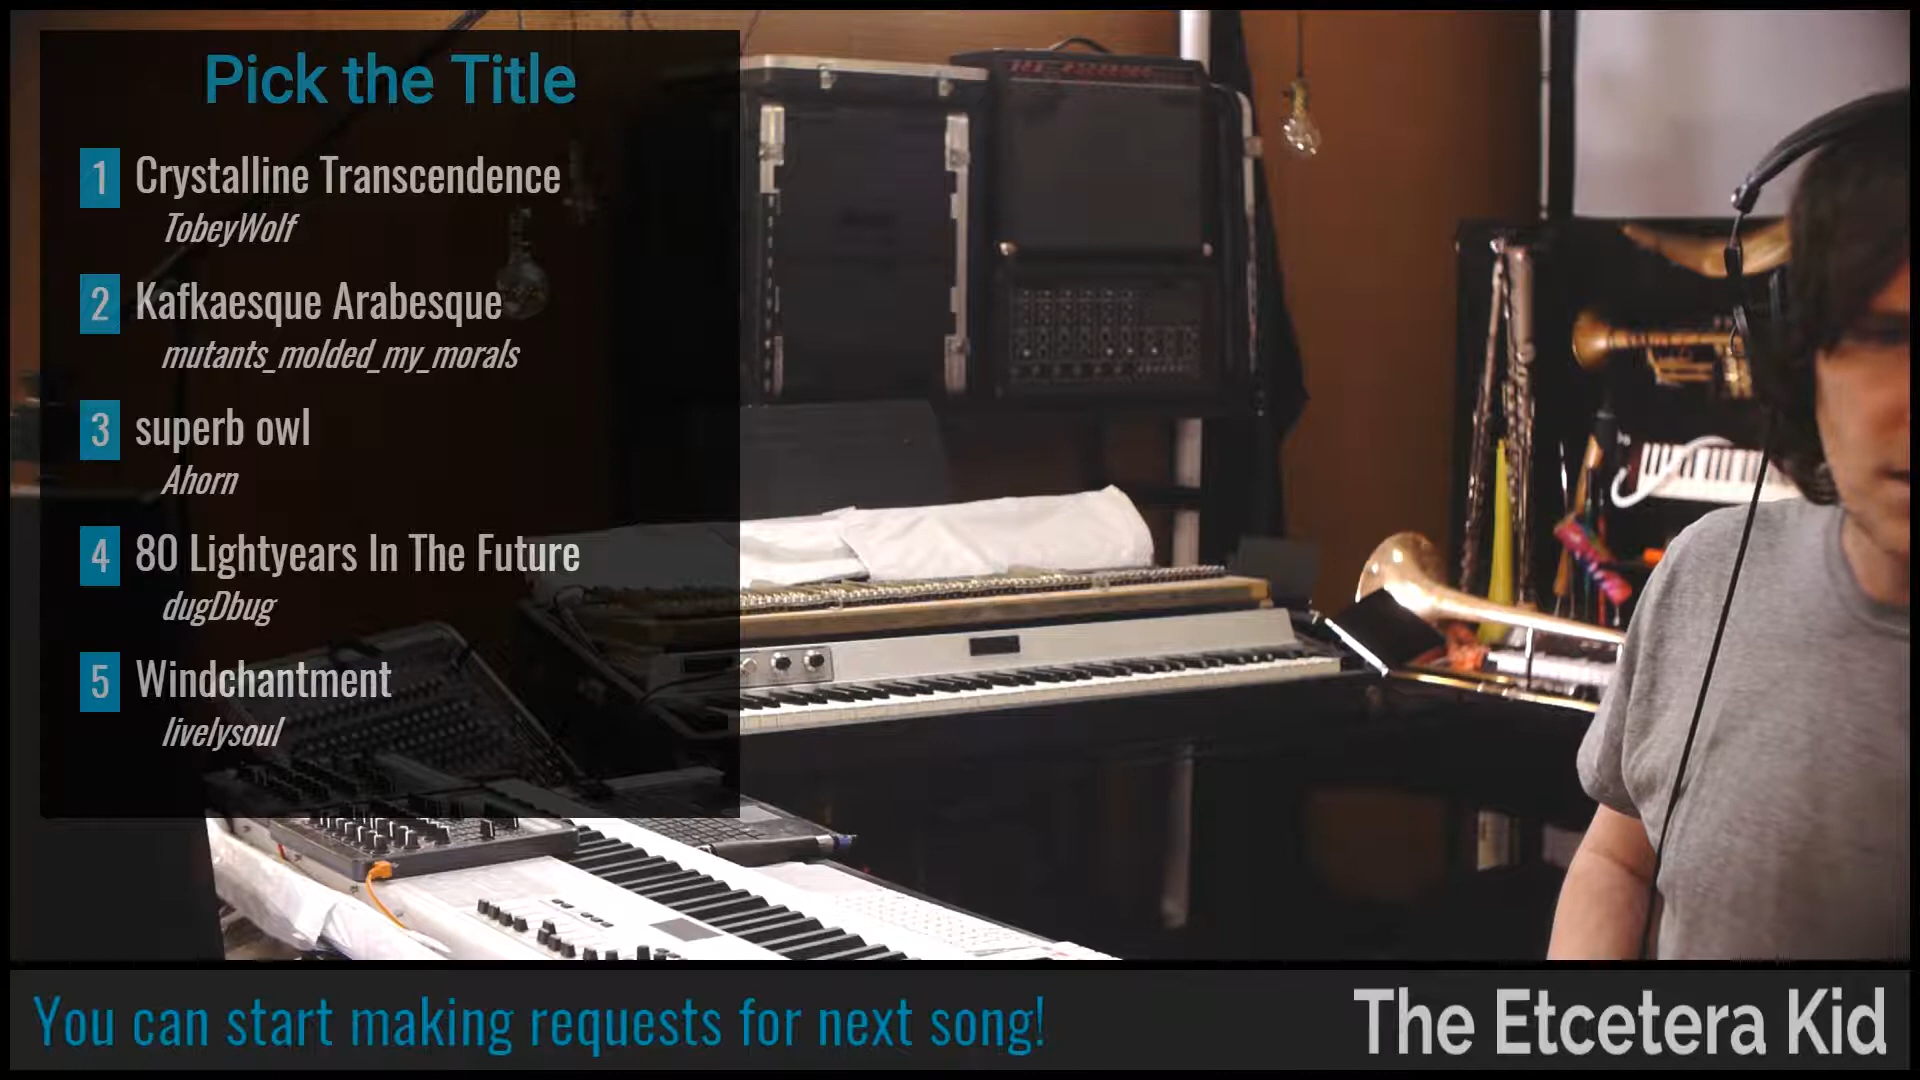 Pick the Title
1 Crystalline Transcendence
TobeyWolf
2 Kafkaesque Arabesque
mutants_molded_my_morals
3 superb owl
Ahorn
4 80 Lightyears In The Future
dugDbug
5 Windchantment
livelysoul
You can start making requests for next song!
The Etcetera Kid